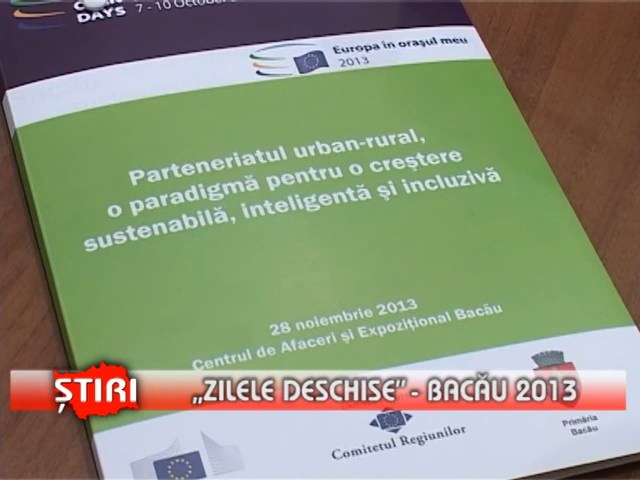 DAYS
7 - 10 October
Europa în orașul meu
2013
Parteneriatul urban-rural,
o paradigmă pentru o creștere
sustenabilă, inteligentă și incluzivă
28 noiembrie 2013
Centrul de Afaceri și Expozițional Bacău
ȘTIRI
„ZILELE DESCHISE” - BACĂU 2013
Comitetul Regiunilor
Primăria
Bacău